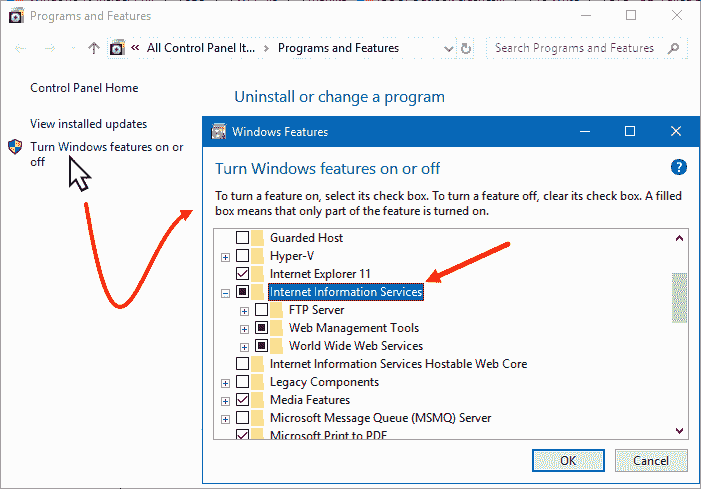 Programs and Features
All Control Panel It... > Programs and Features
Search Programs and Features
Control Panel Home
Uninstall or change a program
View installed updates
Turn Windows features on or
off
Windows Features
Turn Windows features on or off
?
To turn a feature on, select its check box. To turn a feature off, clear its check box. A filled
box means that only part of the feature is turned on.
Guarded Host
Hyper-V
Internet Explorer 11
Internet Information Services
FTP Server
Web Management Tools
World Wide Web Services
Internet Information Services Hostable Web Core
Legacy Components
Media Features
Microsoft Message Queue (MSMQ) Server
Microsoft Print to PDF
OK
Cancel